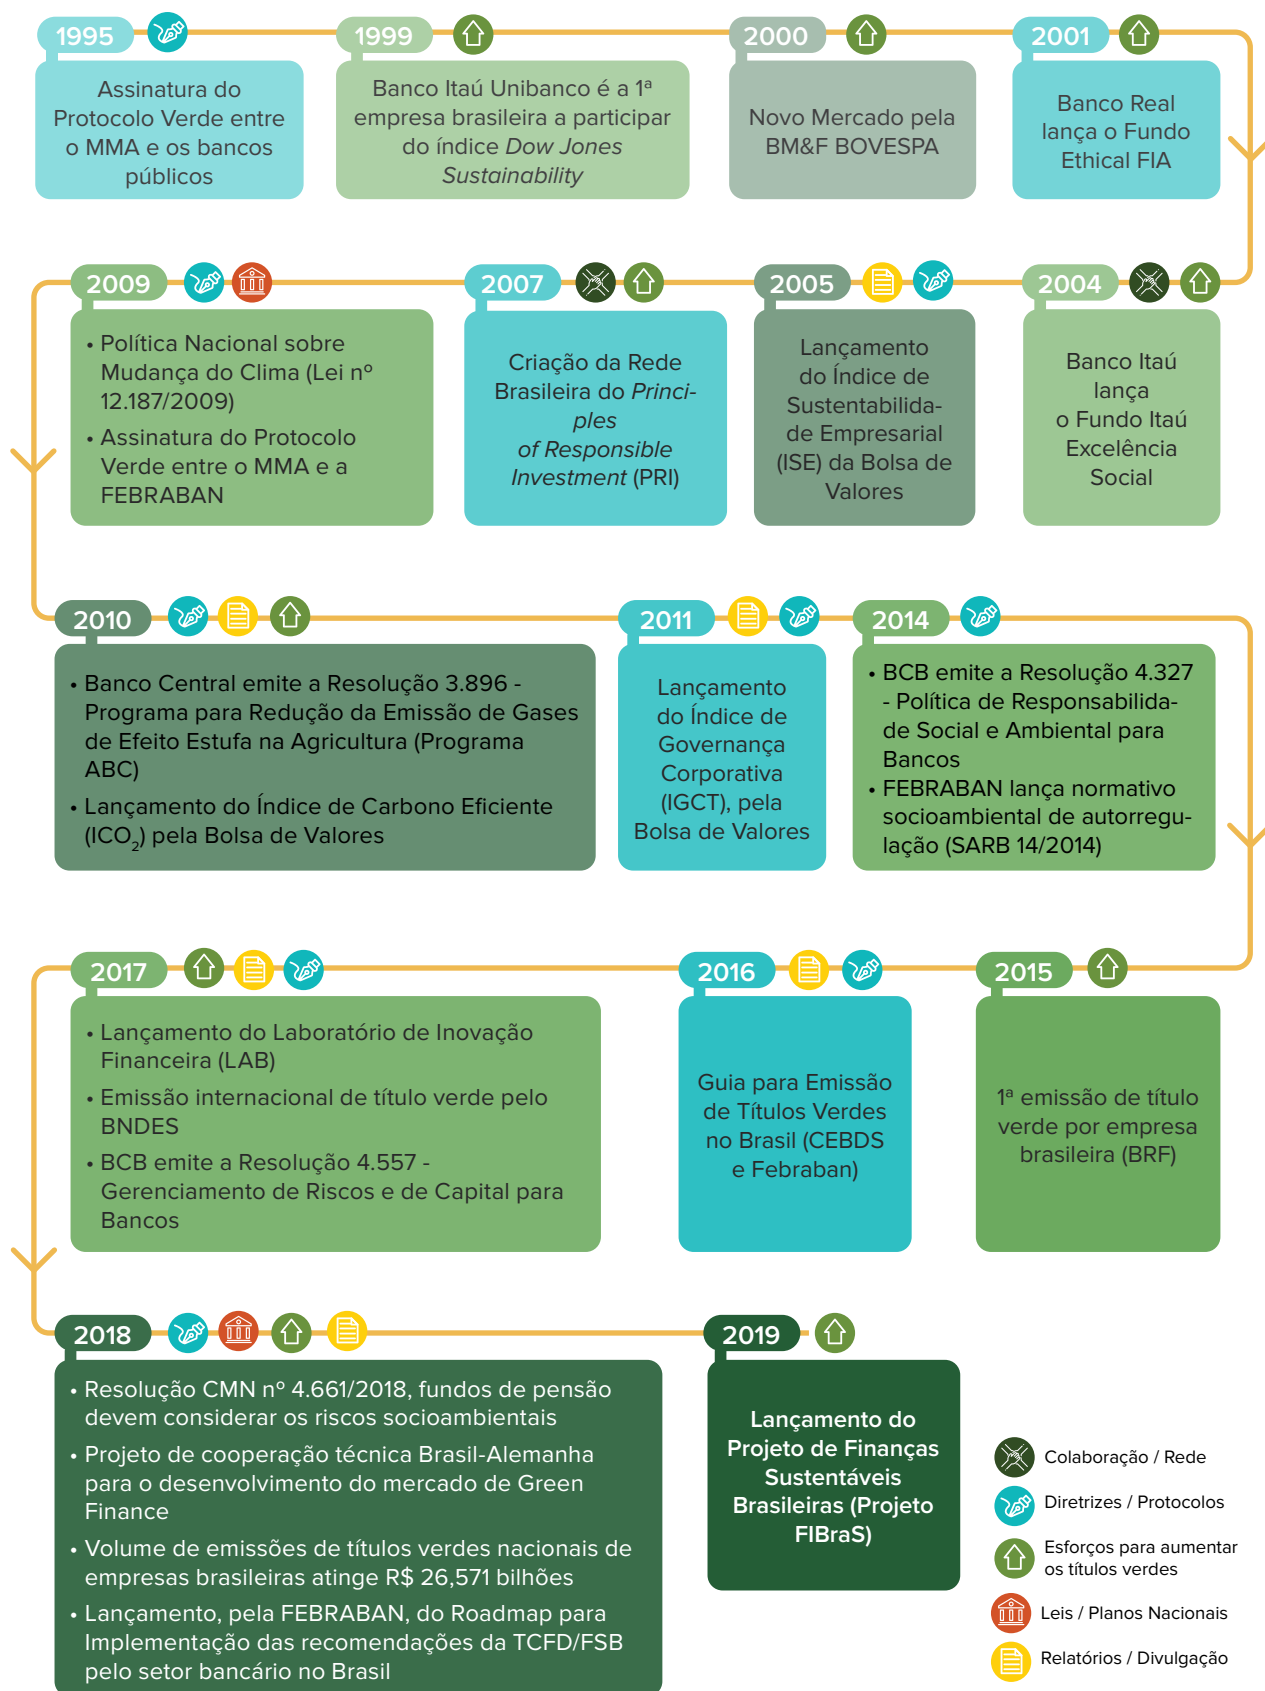 1995
Assinatura do
Protocolo Verde entre
o MMA e os bancos
públicos
1999
Banco Itaú Unibanco é a 1ª
empresa brasileira a participar
do índice Dow Jones
Sustainability
2000
Novo Mercado pela
BM&F BOVESPA
2001
Banco Real
lança o Fundo
Ethical FIA
2004
Banco Itaú
lança
o Fundo Itaú
Excelência
Social
2005
Lançamento
do Índice de
Sustentabilida-
de Empresarial
(ISE) da Bolsa de
Valores
2007
Criação da Rede
Brasileira do Princi-
ples
of Responsible
Investment (PRI)
2009
• Política Nacional sobre
Mudança do Clima (Lei nº
12.187/2009)
• Assinatura do Protocolo
Verde entre o MMA e a
FEBRABAN
2010
• Banco Central emite a Resolução 3.896 -
Programa para Redução da Emissão de Gases
de Efeito Estufa na Agricultura (Programa
ABC)
• Lançamento do Índice de Carbono Eficiente
(ICO₂) pela Bolsa de Valores
2011
Lançamento
do Índice de
Governança
Corporativa
(IGCT), pela
Bolsa de Valores
2014
• BCB emite a Resolução 4.327
- Política de Responsabilida-
de Social e Ambiental para
Bancos
• FEBRABAN lança normativo
socioambiental de autorregu-
lação (SARB 14/2014)
2015
1ª emissão de título
verde por empresa
brasileira (BRF)
2016
Guia para Emissão
de Títulos Verdes
no Brasil (CEBDS
e Febraban)
2017
• Lançamento do Laboratório de Inovação
Financeira (LAB)
• Emissão internacional de título verde pelo
BNDES
• BCB emite a Resolução 4.557 -
Gerenciamento de Riscos e de Capital para
Bancos
2018
• Resolução CMN nº 4.661/2018, fundos de pensão
devem considerar os riscos socioambientais
• Projeto de cooperação técnica Brasil-Alemanha
para o desenvolvimento do mercado de Green
Finance
• Volume de emissões de títulos verdes nacionais de
empresas brasileiras atinge R$ 26,571 bilhões
• Lançamento, pela FEBRABAN, do Roadmap para
Implementação das recomendações da TCFD/FSB
pelo setor bancário no Brasil
2019
Lançamento do
Projeto de Finanças
Sustentáveis
Brasileiras (Projeto
FIBraS)
Colaboração / Rede
Diretrizes / Protocolos
Esforços para aumentar
os títulos verdes
Leis / Planos Nacionais
Relatórios / Divulgação